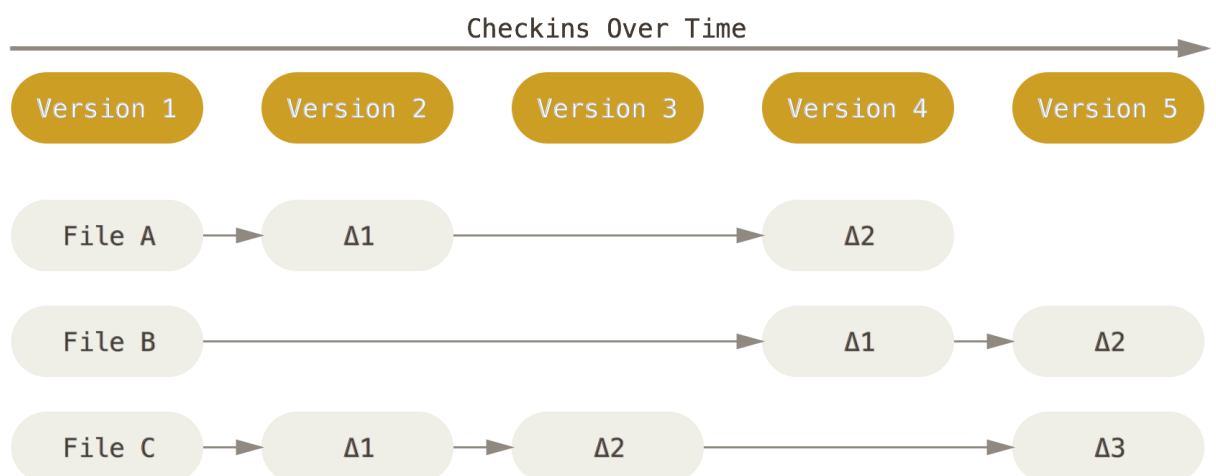 Checkins Over Time
Version 1 Version 2 Version 3 Version 4 Version 5
File A Δ1 Δ2
File B Δ1 Δ2
File C Δ1 Δ2 Δ3